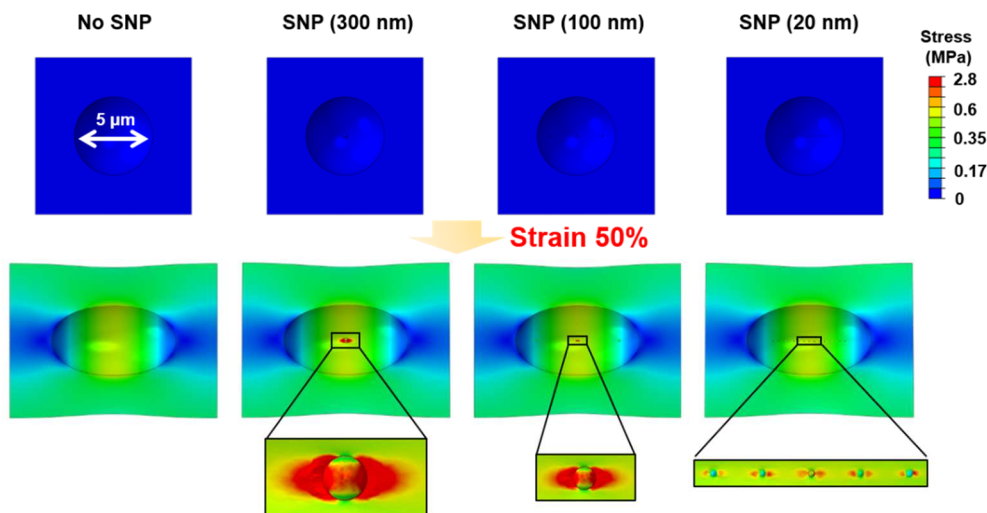 No SNP
SNP (300 nm)
SNP (100 nm)
SNP (20 nm)
Stress
(MPa)
2.8
0.6
0.35
0.17
0
5 µm
Strain 50%